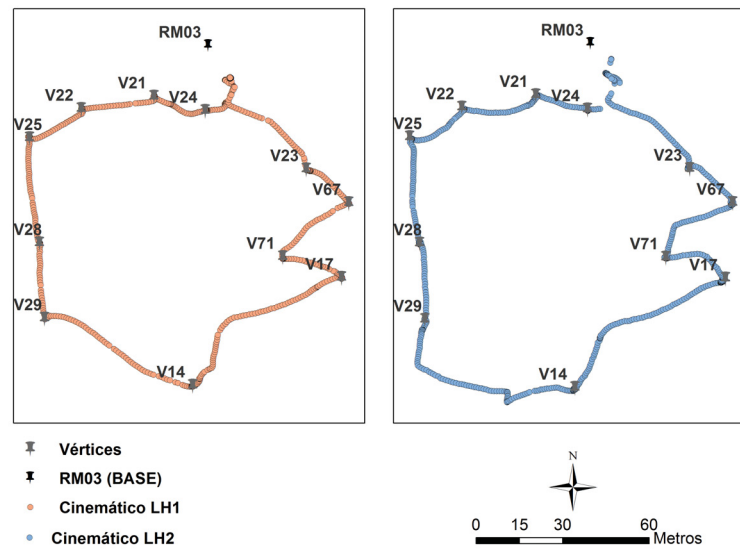 RM03
V21
V22
V24
V25
V23
V67
V28
V71
V17
V29
V14
RM03
V21
V22
V24
V25
V23
V67
V28
V71
V17
V29
V14
Vértices
RM03 (BASE)
Cinemático LH1
Cinemático LH2
N
0 15 30 60 Metros